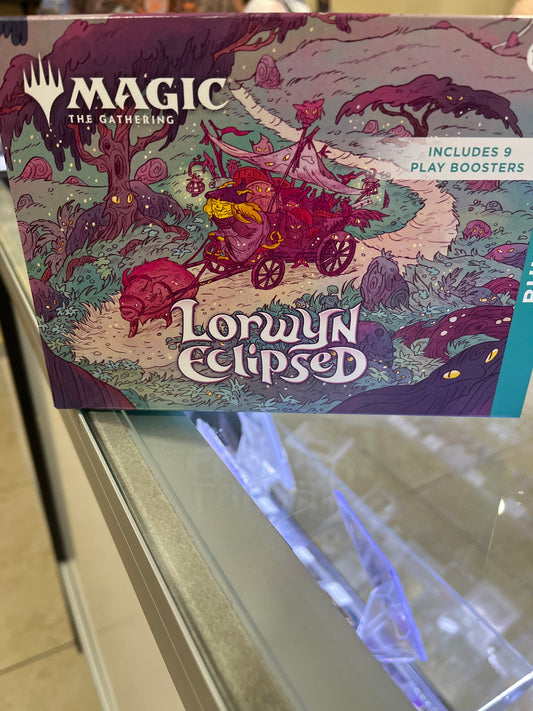 MAGIC
THE GATHERING
INCLUDES 9
PLAY BOOSTERS
LORWYN
ECLIPSED